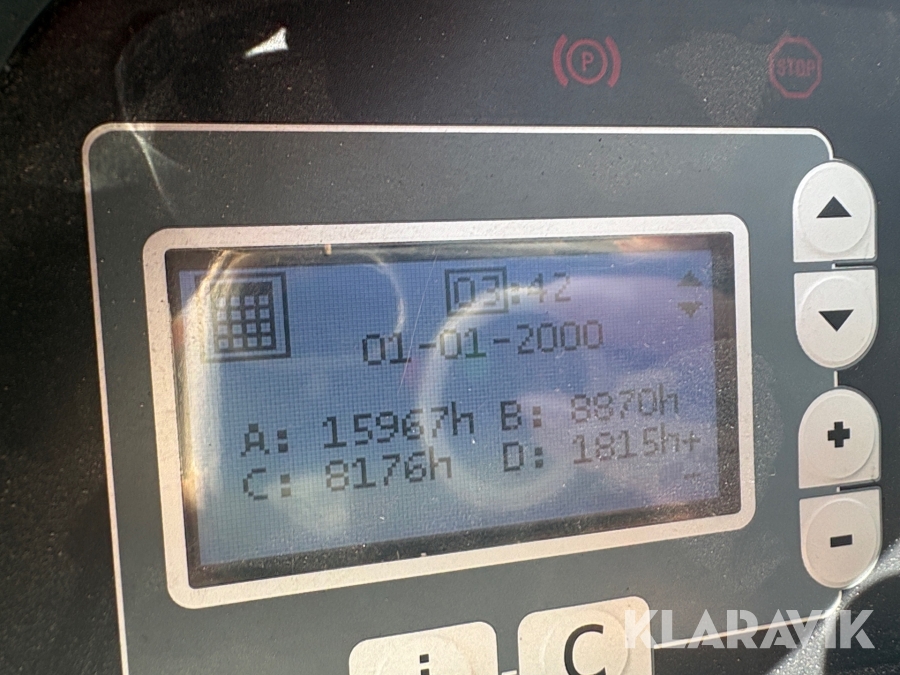 P
STOP
03:42
01-01-2000
A: 15967h B: 8870h
C: 8176h D: 1815h+
-
i C
KLARAVIK